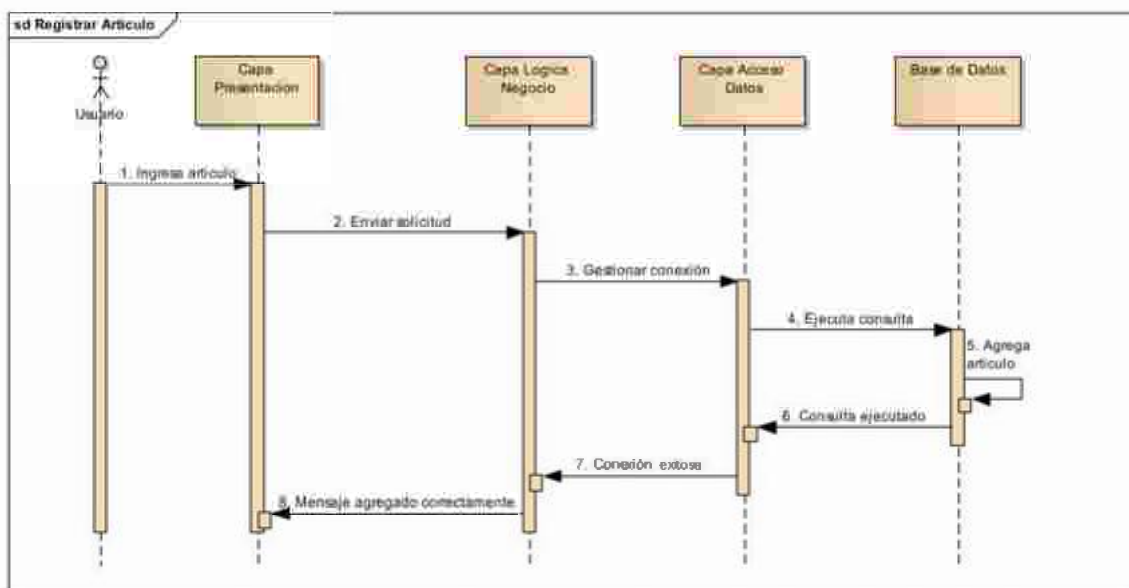 sd Registrar Articulo
Usuario
Capa
Presentacion
Capa Logica
Negocio
Capa Acceso
Datos
Base de Datos
1. Ingresa articulo
2. Enviar solicitud
3. Gestionar conexión
4. Ejecuta consulta
5. Agrega
articulo
6. Consulta ejecutado
7. Conexión extosa
8. Mensaje agregado correctamente